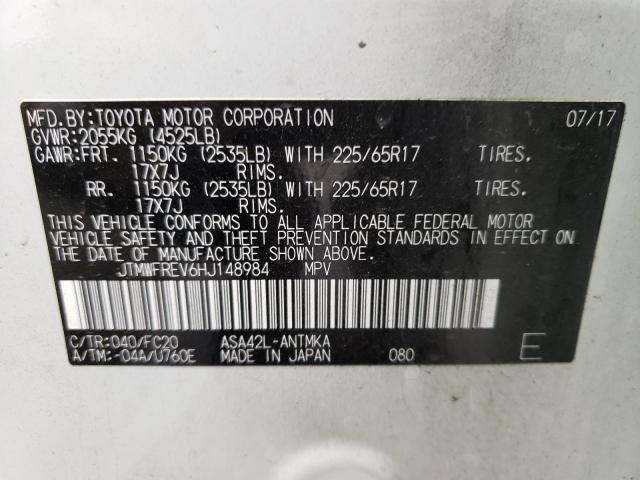 MFD.BY:TOYOTA MOTOR CORPORATION 07/17
GVWR:2055KG (4525LB)
GAWR:FRT. 1150KG (2535LB) WITH 225/65R17 TIRES.
17X7J RIMS.
RR. 1150KG (2535LB) WITH 225/65R17 TIRES.
17X7J RIMS.
THIS VEHICLE CONFORMS TO ALL APPLICABLE FEDERAL MOTOR
VEHICLE SAFETY AND THEFT PREVENTION STANDARDS IN EFFECT ON
THE DATE OF MANUFACTURE SHOWN ABOVE.
JTMWFREV6HJ148984 MPV
C/TR:040/FC20 ASA42L-ANTMKA
A/TM:-04A/U760E MADE IN JAPAN 080 E